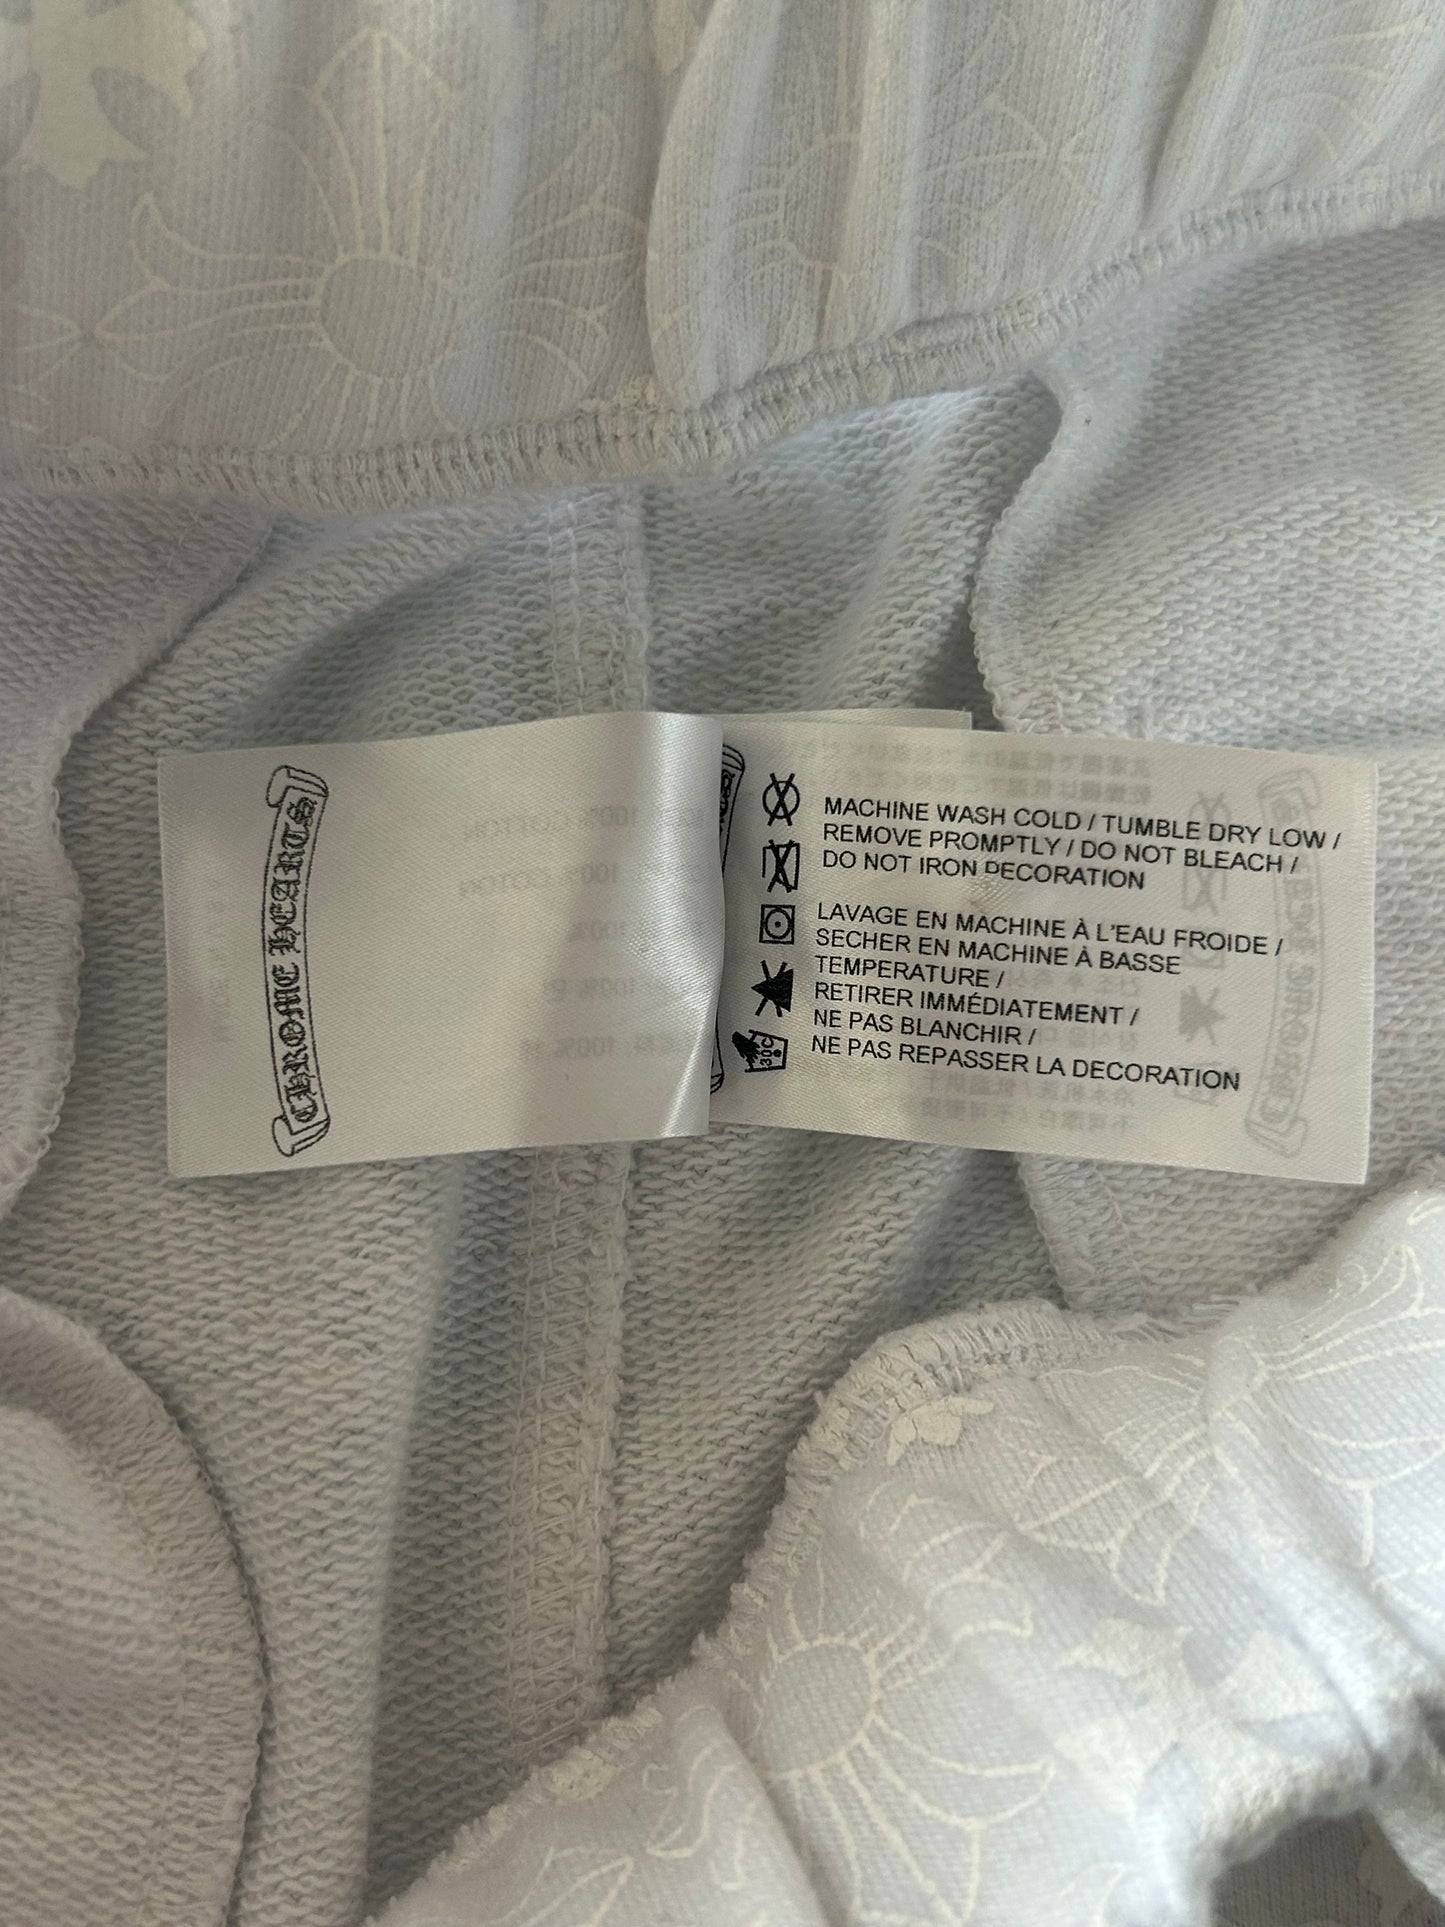 CHROME HEARTS
MACHINE WASH COLD / TUMBLE DRY LOW /
REMOVE PROMPTLY / DO NOT BLEACH /
DO NOT IRON DECORATION
LAVAGE EN MACHINE À L'EAU FROIDE /
SECHER EN MACHINE À BASSE
TEMPERATURE /
RETIRER IMMÉDIATEMENT /
NE PAS BLANCHIR /
NE PAS REPASSER LA DECORATION
30C